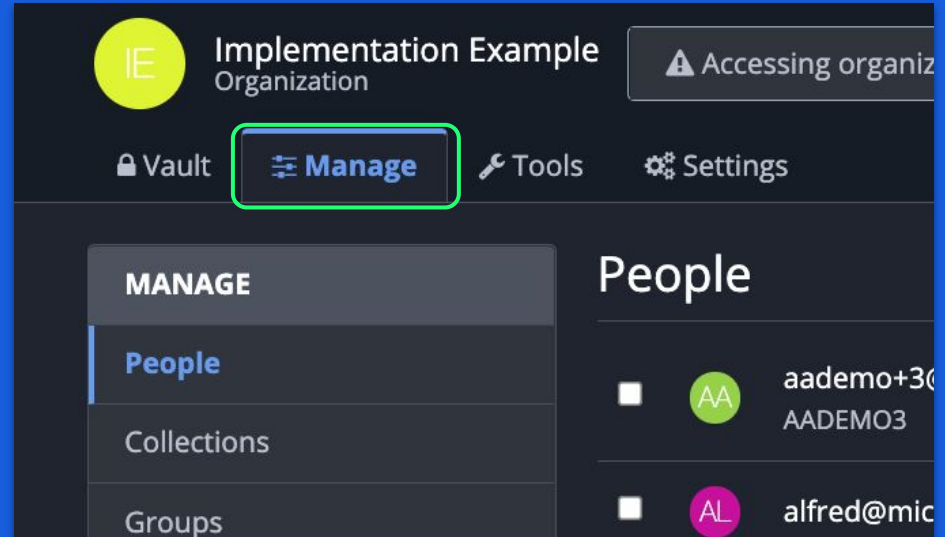 IE
Implementation Example
Organization
Accessing organiz
Vault
Manage
Tools
Settings
MANAGE
People
Collections
Groups
People
AA
aademo+3@
AADEMO3
AL
alfred@mic